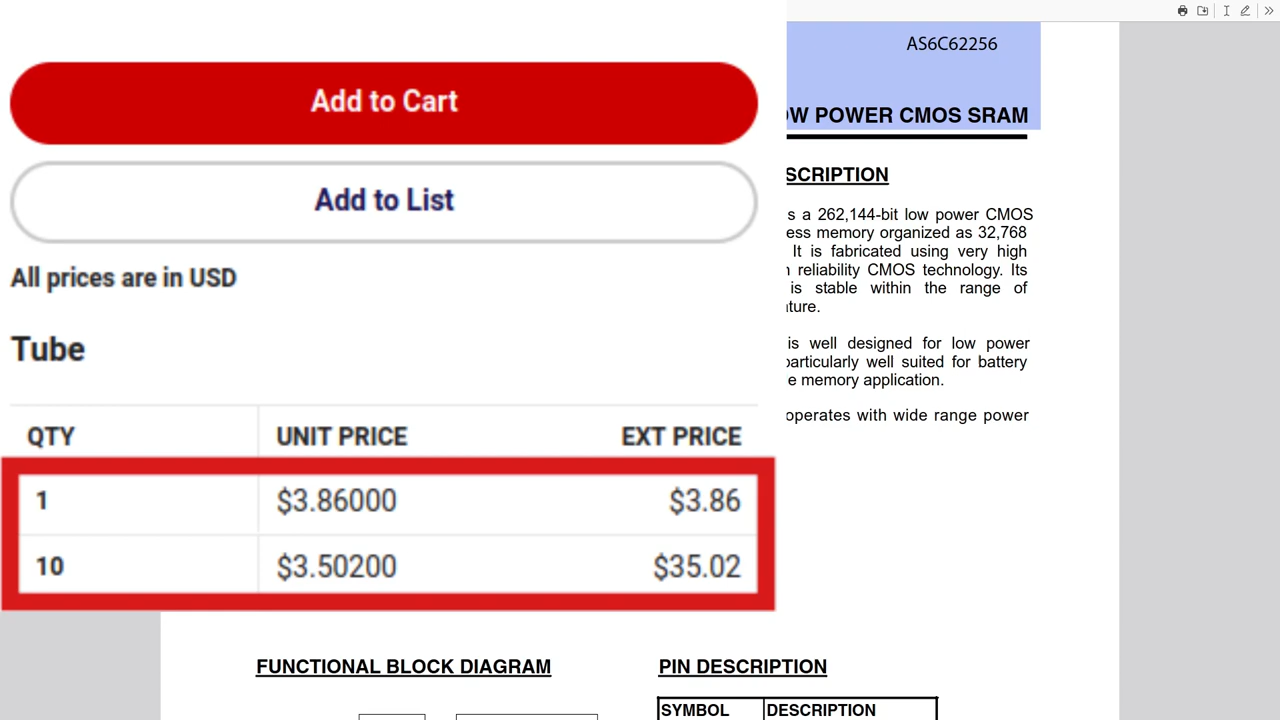 Add to Cart
Add to List
All prices are in USD
Tube
QTY UNIT PRICE EXT PRICE
1 $3.86000 $3.86
10 $3.50200 $35.02
AS6C62256
POWER CMOS SRAM
s a 262,144-bit low power CMOS
memory organized as 32,768
It is fabricated using very high
reliability CMOS technology. Its
is stable within the range of
is well designed for low power
particularly well suited for battery
e memory application.
operates with wide range power
FUNCTIONAL BLOCK DIAGRAM
PIN DESCRIPTION
SYMBOL DESCRIPTION